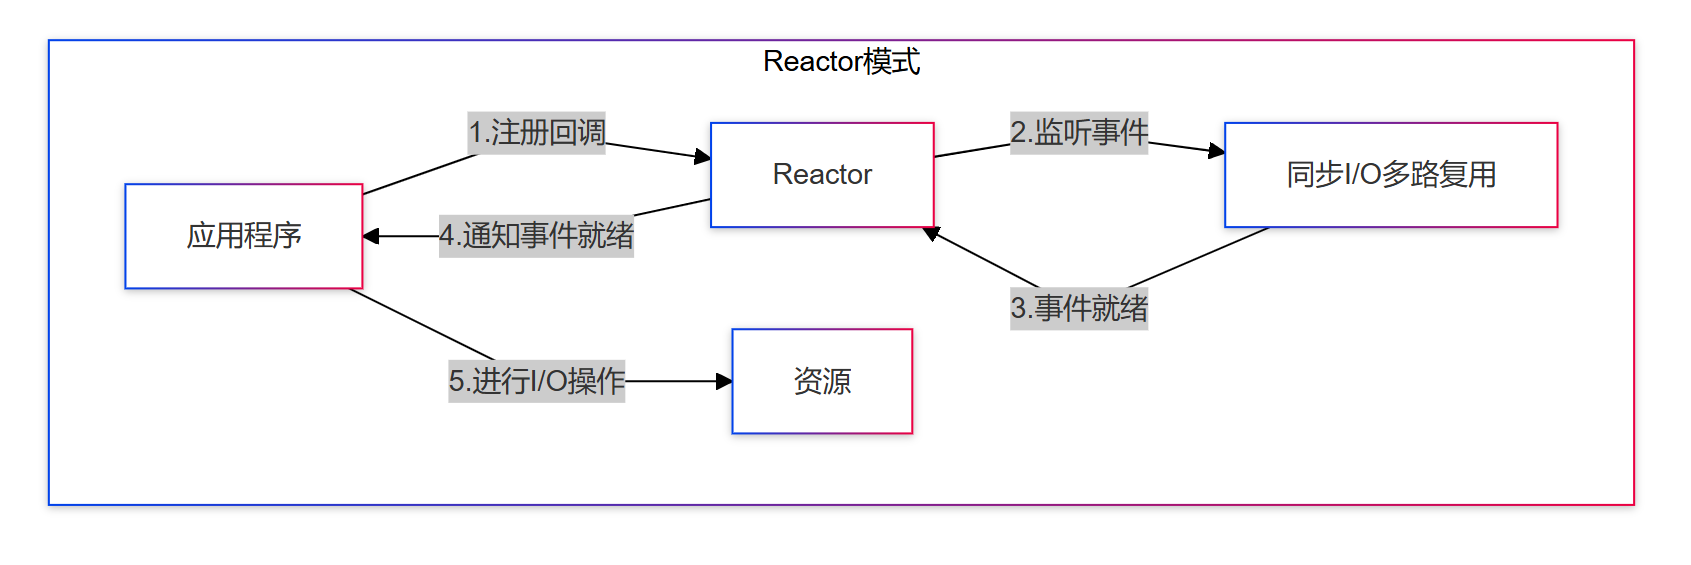 Reactor模式
1.注册回调
2.监听事件
Reactor
同步I/O多路复用
应用程序
4.通知事件就绪
3.事件就绪
5.进行I/O操作
资源